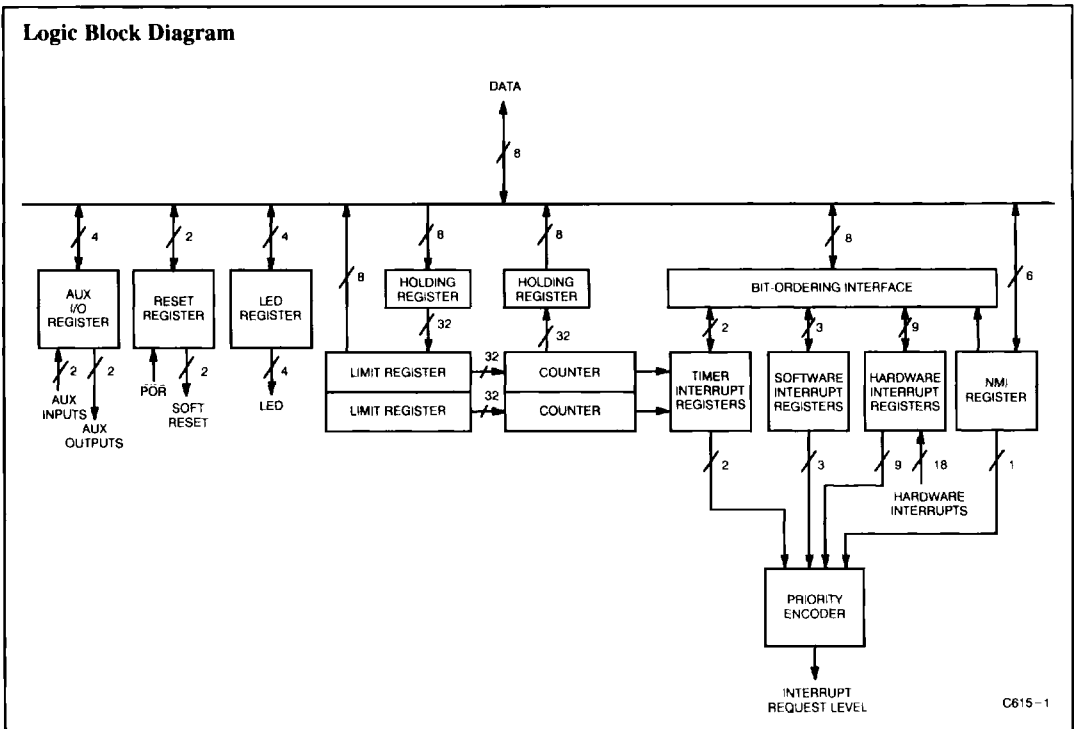 Logic Block Diagram
DATA
8
4
2
4
8
8
8
8
6
AUX
I/O
REGISTER
RESET
REGISTER
LED
REGISTER
HOLDING
REGISTER
HOLDING
REGISTER
BIT-ORDERING INTERFACE
32
32
2
3
9
2
2
POR
2
4
LIMIT REGISTER
32
COUNTER
LIMIT REGISTER
32
COUNTER
TIMER
INTERRUPT
REGISTERS
SOFTWARE
INTERRUPT
REGISTERS
HARDWARE
INTERRUPT
REGISTERS
NMI
REGISTER
AUX
INPUTS
AUX
OUTPUTS
SOFT
RESET
LED
2
3
9
18
1
HARDWARE
INTERRUPTS
PRIORITY
ENCODER
INTERRUPT
REQUEST LEVEL
C615-1